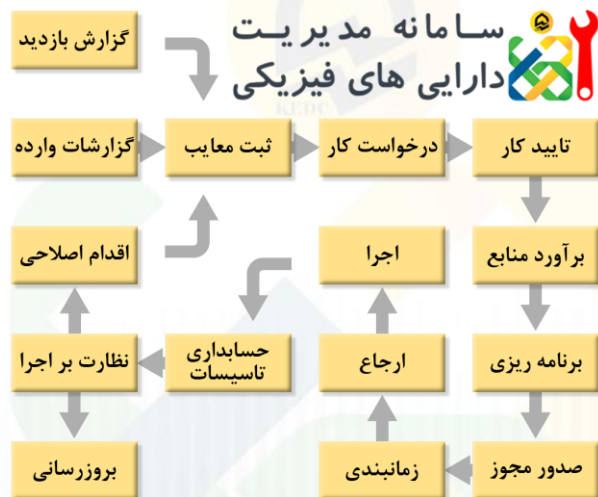 سامانه مدیریت
دارایی های فیزیکی
KEDC
گزارش بازدید
گزارشات وارده
ثبت معایب
درخواست کار
تایید کار
اقدام اصلاحی
اجرا
برآورد منابع
نظارت بر اجرا
حسابداری
تاسیسات
ارجاع
برنامه ریزی
بروزرسانی
زمانبندی
صدور مجوز